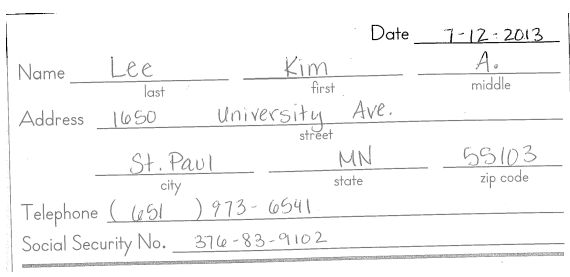 Date 7-12-2013
Name Lee Kim A.
last first middle
Address 1650 University Ave.
street
St. Paul MN 55103
city state zip code
Telephone (651) 973-6541
Social Security No. 376-83-9102